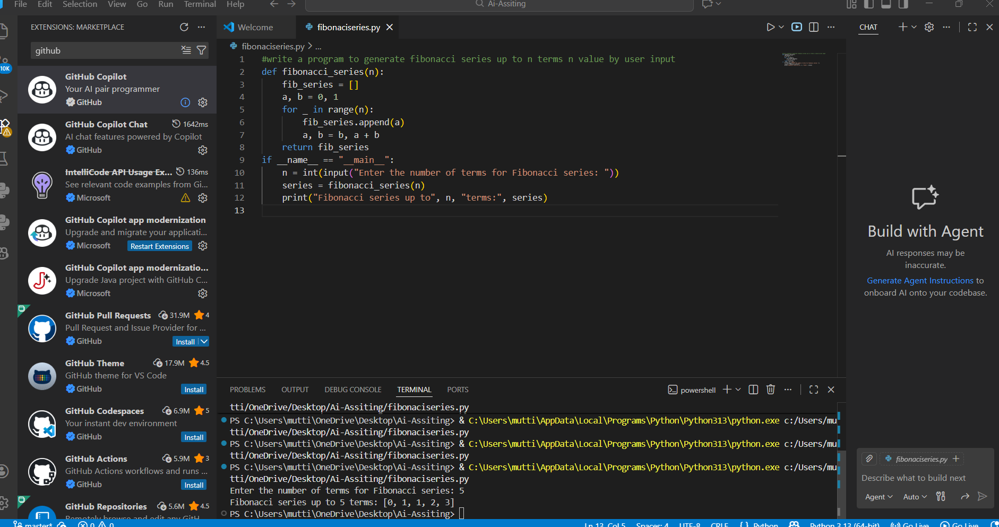 File Edit Selection View Go Run Terminal Help
Ai-Assiting
EXTENSIONS: MARKETPLACE
github
10K
GitHub Copilot
Your AI pair programmer
GitHub
GitHub Copilot Chat 1642ms
AI chat features powered by Copilot
GitHub
IntelliCode API Usage Ex... 136ms
See relevant code examples from Gi...
Microsoft
GitHub Copilot app modernization
Upgrade and migrate your applicati...
Microsoft Restart Extensions
GitHub Copilot app modernizatio...
Upgrade Java project with GitHub C...
Microsoft
GitHub Pull Requests 31.9M 4
Pull Request and Issue Provider for ...
GitHub Install
GitHub Theme 17.9M 4.5
GitHub theme for VS Code
GitHub Install
GitHub Codespaces 6.9M 5
Your instant dev environment
GitHub Install
GitHub Actions 5.9M 3
GitHub Actions workflows and runs ...
GitHub Install
GitHub Repositories 5.6M 4.5
Remotely browse and edit any GitH...
Welcome fibonaciseries.py
fibonaciseries.py > ...
1 #write a program to generate fibonacci series up to n terms n value by user input
2 def fibonacci_series(n):
3 fib_series = []
4 a, b = 0, 1
5 for _ in range(n):
6 fib_series.append(a)
7 a, b = b, a + b
8 return fib_series
9 if __name__ == "__main__":
10 n = int(input("Enter the number of terms for Fibonacci series: "))
11 series = fibonacci_series(n)
12 print("Fibonacci series up to", n, "terms:", series)
13
PROBLEMS OUTPUT DEBUG CONSOLE TERMINAL PORTS powershell
tti/OneDrive/Desktop/Ai-Assiting/fibonaciseries.py
PS C:\Users\mutti\OneDrive\Desktop\Ai-Assiting> & C:\Users\mutti\AppData\Local\Programs\Python\Python313\python.exe c:/Users/mu
tti/OneDrive/Desktop/Ai-Assiting/fibonaciseries.py
PS C:\Users\mutti\OneDrive\Desktop\Ai-Assiting> & C:\Users\mutti\AppData\Local\Programs\Python\Python313\python.exe c:/Users/mu
tti/OneDrive/Desktop/Ai-Assiting/fibonaciseries.py
PS C:\Users\mutti\OneDrive\Desktop\Ai-Assiting> & C:\Users\mutti\AppData\Local\Programs\Python\Python313\python.exe c:/Users/mu
tti/OneDrive/Desktop/Ai-Assiting/fibonaciseries.py
Enter the number of terms for Fibonacci series: 5
Fibonacci series up to 5 terms: [0, 1, 1, 2, 3]
PS C:\Users\mutti\OneDrive\Desktop\Ai-Assiting>
CHAT
Build with Agent
AI responses may be
inaccurate.
Generate Agent Instructions to
onboard AI onto your codebase.
fibonaciseries.py
Describe what to build next
Agent Auto
master* 0 0 Ln 13, Col 5 Spaces: 4 UTF-8 CRLF { } Python Python 3.13 (64-bit) Go Live Go Live